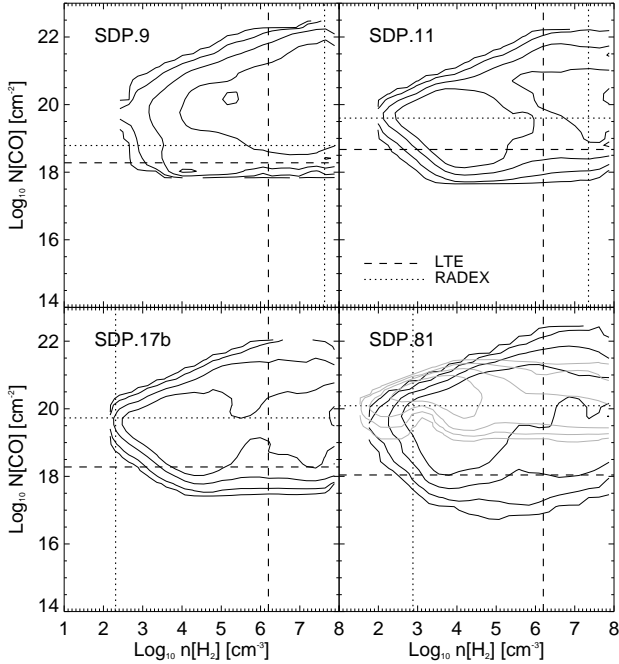 SDP.9
SDP.11
22
20
18
16
14
Log₁₀ N[CO] [cm⁻²]
LTE
RADEX
SDP.17b
SDP.81
22
20
18
16
14
Log₁₀ N[CO] [cm⁻²]
1 2 3 4 5 6 7 8
2 3 4 5 6 7 8
Log₁₀ n[H₂] [cm⁻³]
Log₁₀ n[H₂] [cm⁻³]